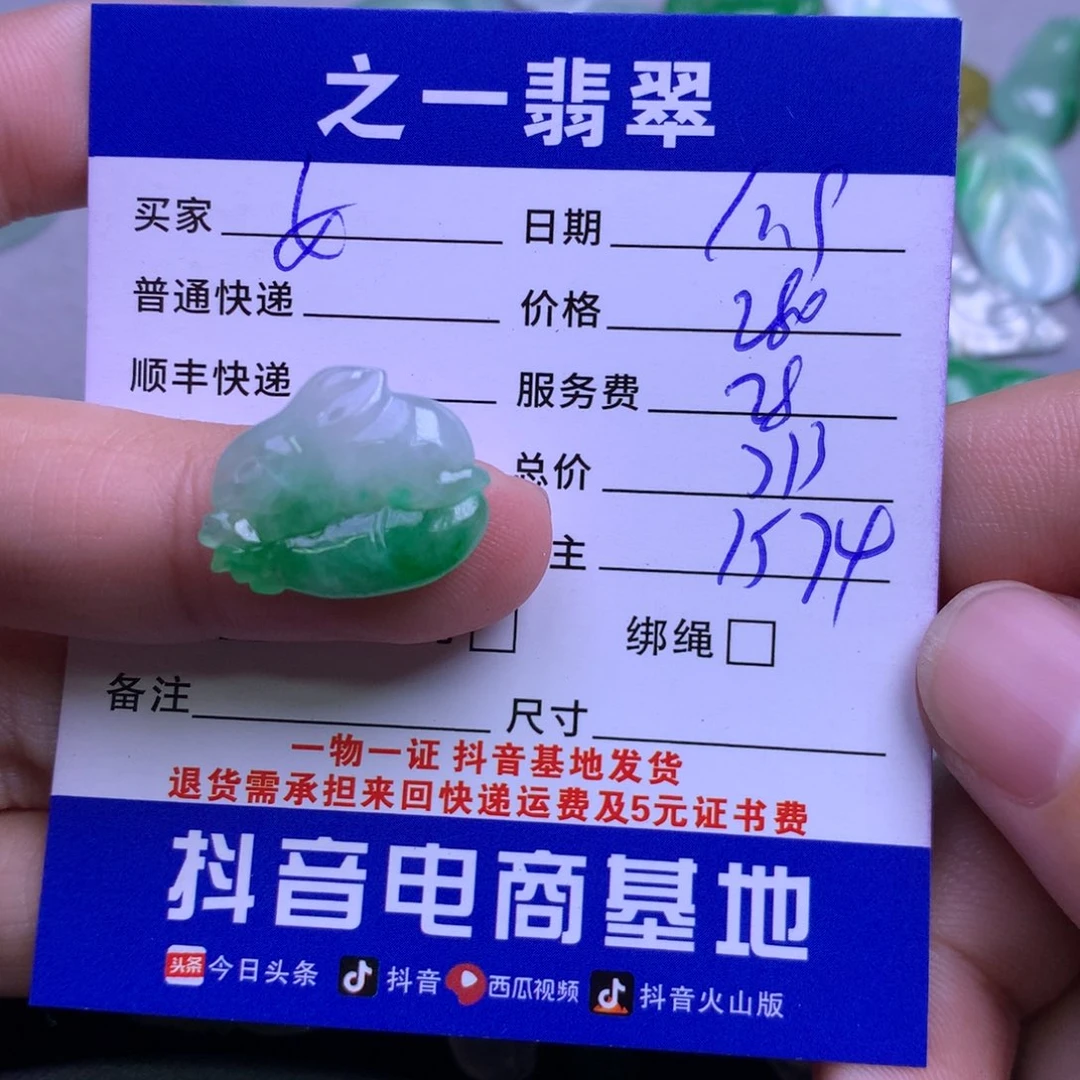 之一翡翠
买家 日期
普通快递 价格 280
顺丰快递 服务费 28
总价 313
主 1574
绑绳
备注 尺寸
一物一证 抖音基地发货
退货需承担来回快递运费及5元证书费
抖音电商基地
头条 今日头条 抖音 西瓜视频 抖音火山版